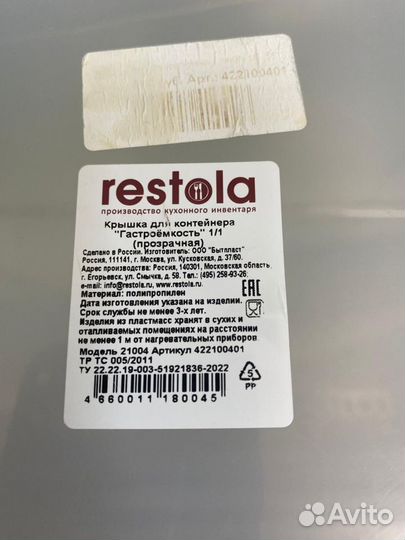 Арт.: 422100401
restola
производство кухонного инвентаря
Крышка для контейнера
"Гастроёмкость" 1/1
(прозрачная)
Сделано в России. Изготовитель: ООО "Бытпласт"
Россия, 111141, г. Москва, ул. Кусковская, д. 37/60.
Адрес производства: Россия, 140301, Московская область,
г. Егорьевск, ул. Смычка, д. 59. Тел.: (495) 258-93-26.
e-mail: info@restola.ru, www.restola.ru
Материал: полипропилен
Дата изготовления указана на изделии.
Срок службы не менее 3-х лет.
EAC
Изделия из пластмасс хранят в сухих и
отапливаемых помещениях на расстоянии
не менее 1 м от нагревательных приборов.
Модель 21004 Артикул 422100401
ТР ТС 005/2011
ТУ 22.22.19-003-51921836-2022
4 660011 180045
5
PP
Avito